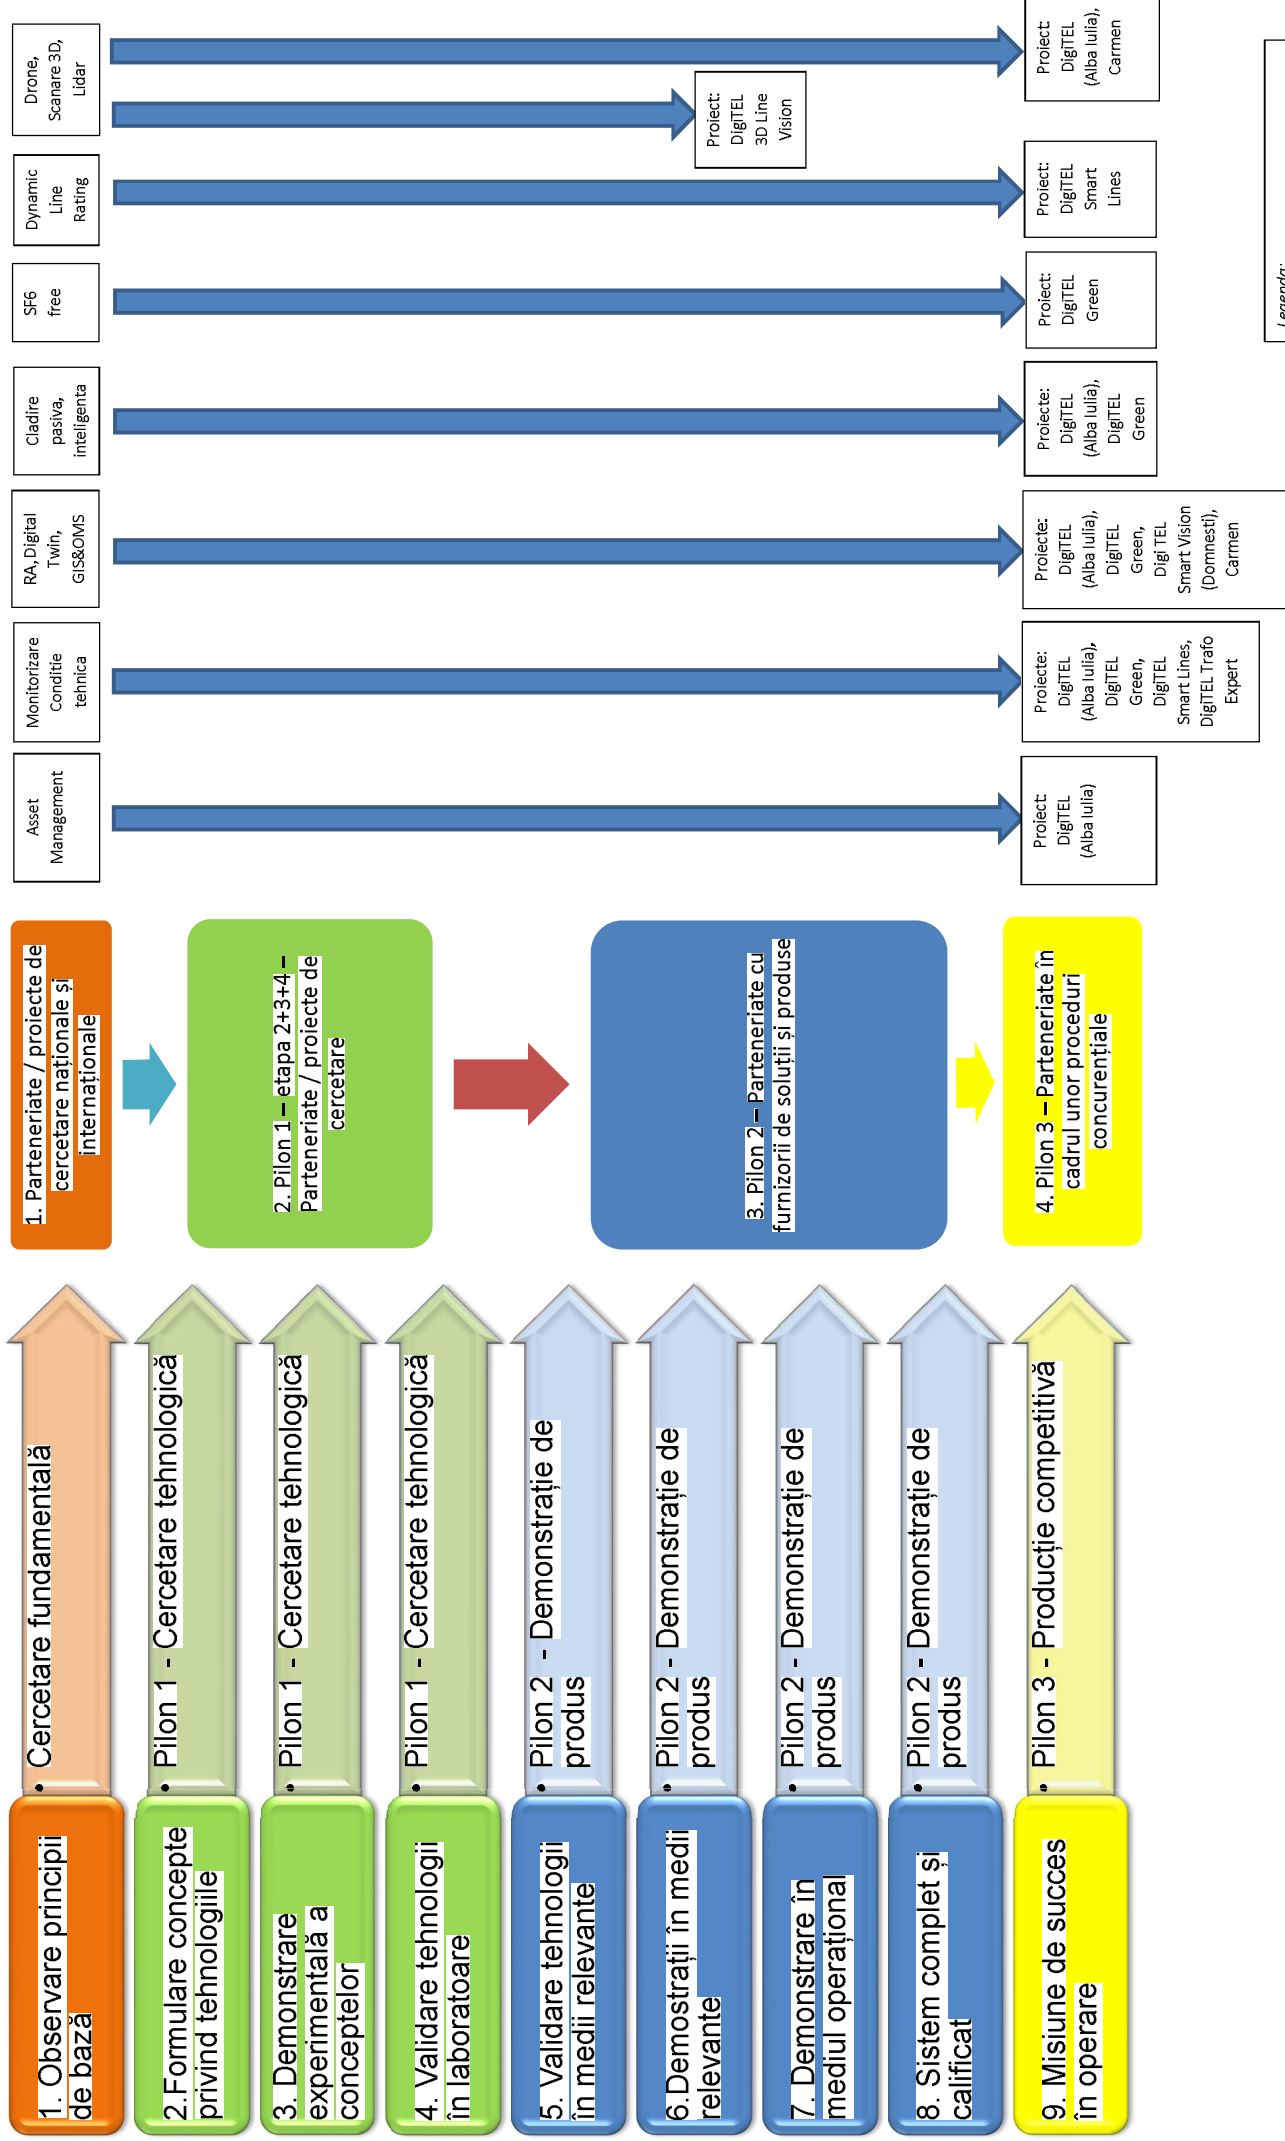 1. Observare principii
de bază
• Cercetare fundamentală
2.Formulare concepte
privind tehnologiile
• Pilon 1 - Cercetare tehnologică
3. Demonstrare
experimentală a
conceptelor
• Pilon 1 - Cercetare tehnologică
4. Validare tehnologii
în laboratoare
• Pilon 1 - Cercetare tehnologică
5. Validare tehnologii
în medii relevante
• Pilon 2 - Demonstrație de
produs
6.Demostrații în medii
relevante
• Pilon 2 - Demonstrație de
produs
7. Demonstrare în
mediul operațional
• Pilon 2 - Demonstrație de
produs
8. Sistem complet și
calificat
• Pilon 2 - Demonstrație de
produs
9. Misiune de succes
în operare
• Pilon 3 - Producție competitivă
1. Parteneriate / proiecte de
cercetare naționale și
internaționale
2. Pilon 1 – etapa 2+3+4 –
Parteneriate / proiecte de
cercetare
3. Pilon 2 – Parteneriate cu
furnizorii de soluții și produse
4. Pilon 3 – Parteneriate în
cadrul unor proceduri
concurențiale
Asset
Management
Monitorizare
Conditie
tehnica
RA, Digital
Twin,
GIS&OMS
Cladire
pasiva,
inteligenta
SF6
free
Dynamic
Line
Rating
Drone,
Scanare 3D,
Lidar
Proiect:
DigiTEL
3D Line
Vision
Proiect:
DigiTEL
(Alba Iulia)
Proiecte:
DigiTEL
(Alba Iulia),
DigiTEL
Green,
DigiTEL
Smart Lines,
DigiTEL Trafo
Expert
Proiecte:
DigiTEL
(Alba Iulia),
DigiTEL
Green,
Digi TEL
Smart Vision
(Domnesti),
Carmen
Proiecte:
DigiTEL
(Alba Iulia),
DigiTEL
Green
Proiect:
DigiTEL
Green
Proiect:
DigiTEL
Smart
Lines
Proiect:
DigiTEL
(Alba Iulia),
Carmen
Legenda: